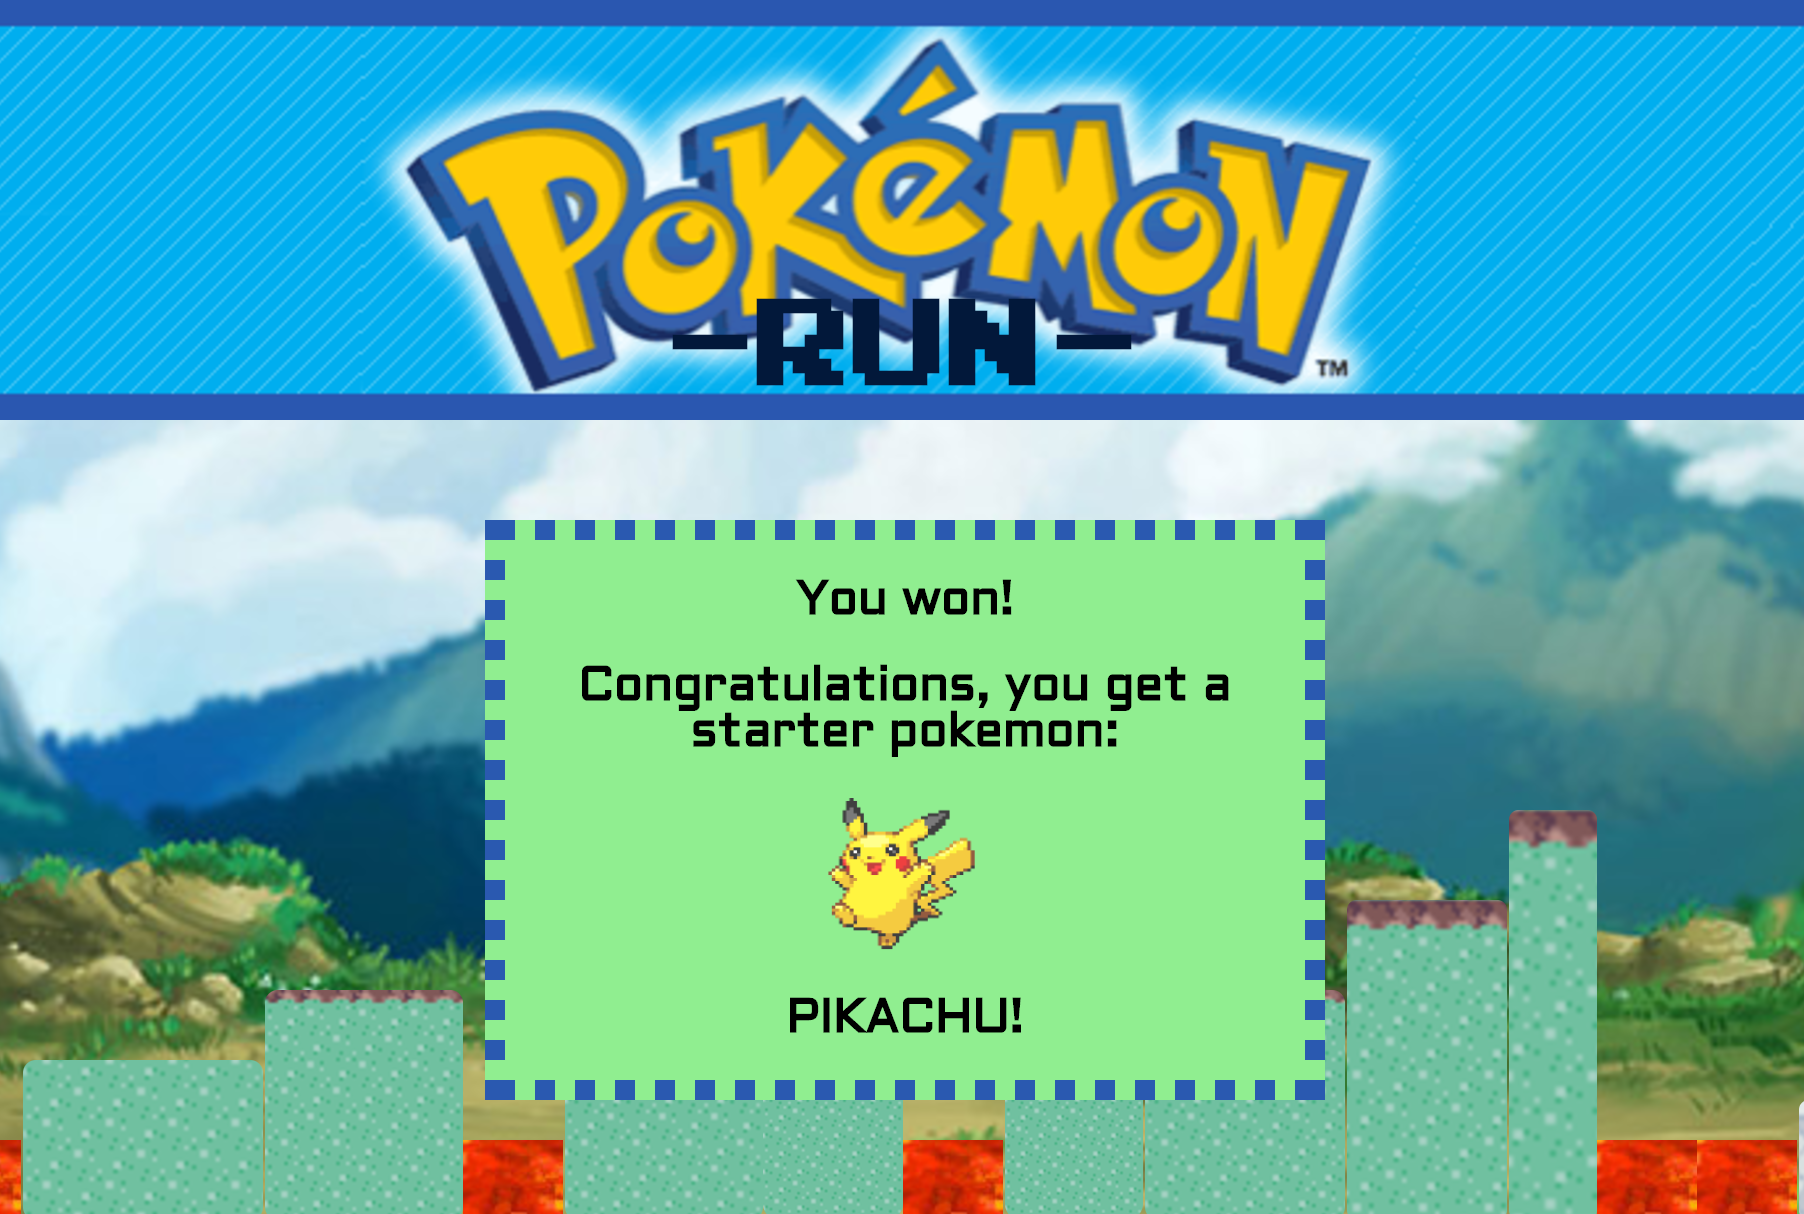 POKéMON
-RUN-
TM
You won!
Congratulations, you get a
starter pokemon:
PIKACHU!